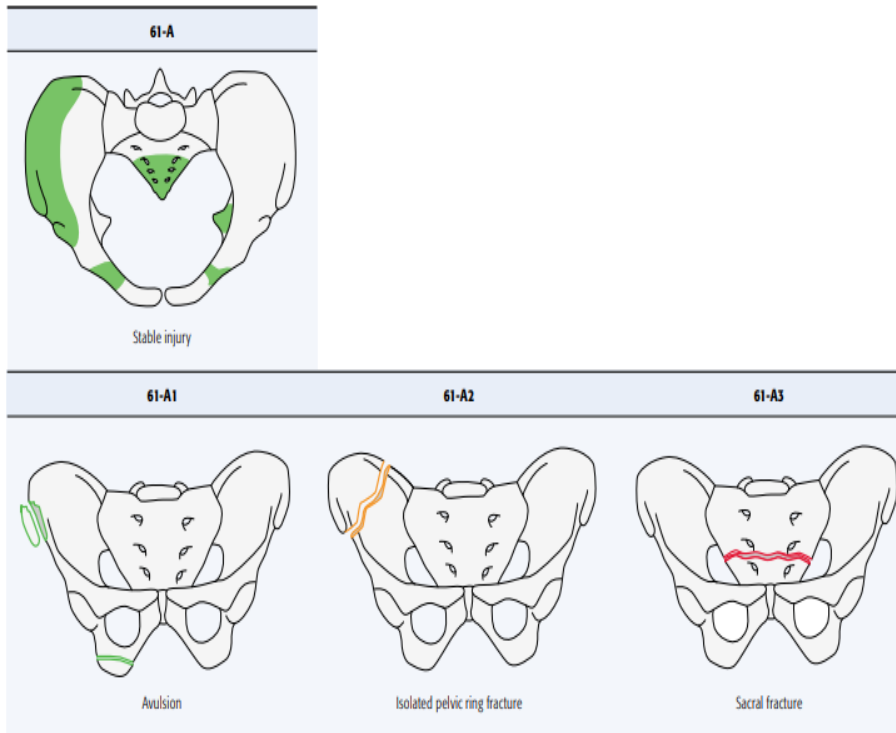 61-A
Stable injury
61-A1
61-A2
61-A3
Avulsion
Isolated pelvic ring fracture
Sacral fracture